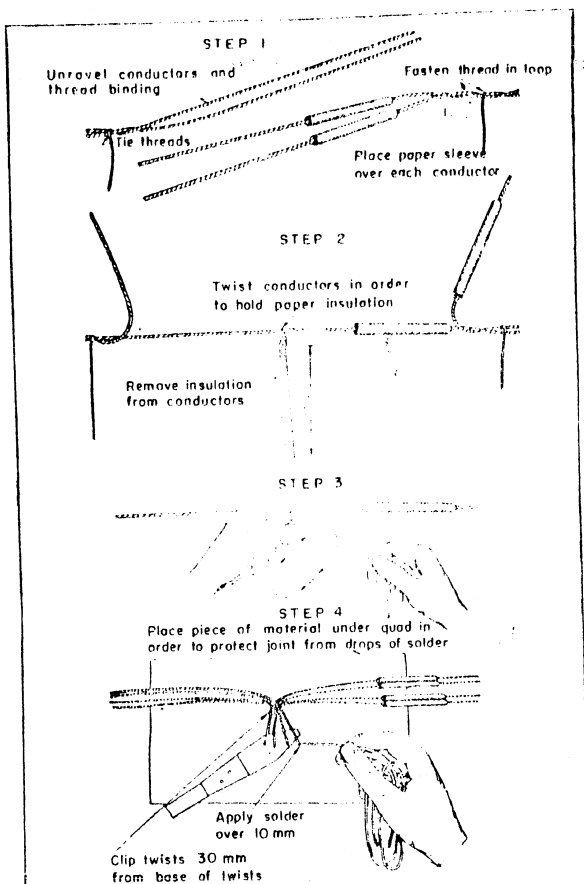 STEP 1
Unravel conductors and
thread binding
Fasten thread in loop
Tie threads
Place paper sleeve
over each conductor
STEP 2
Twist conductors in order
to hold paper insulation
Remove insulation
from conductors
STEP 3
STEP 4
Place piece of material under quad in
order to protect joint from drops of solder
Apply solder
over 10 mm
Clip twists 30 mm
from base of twists